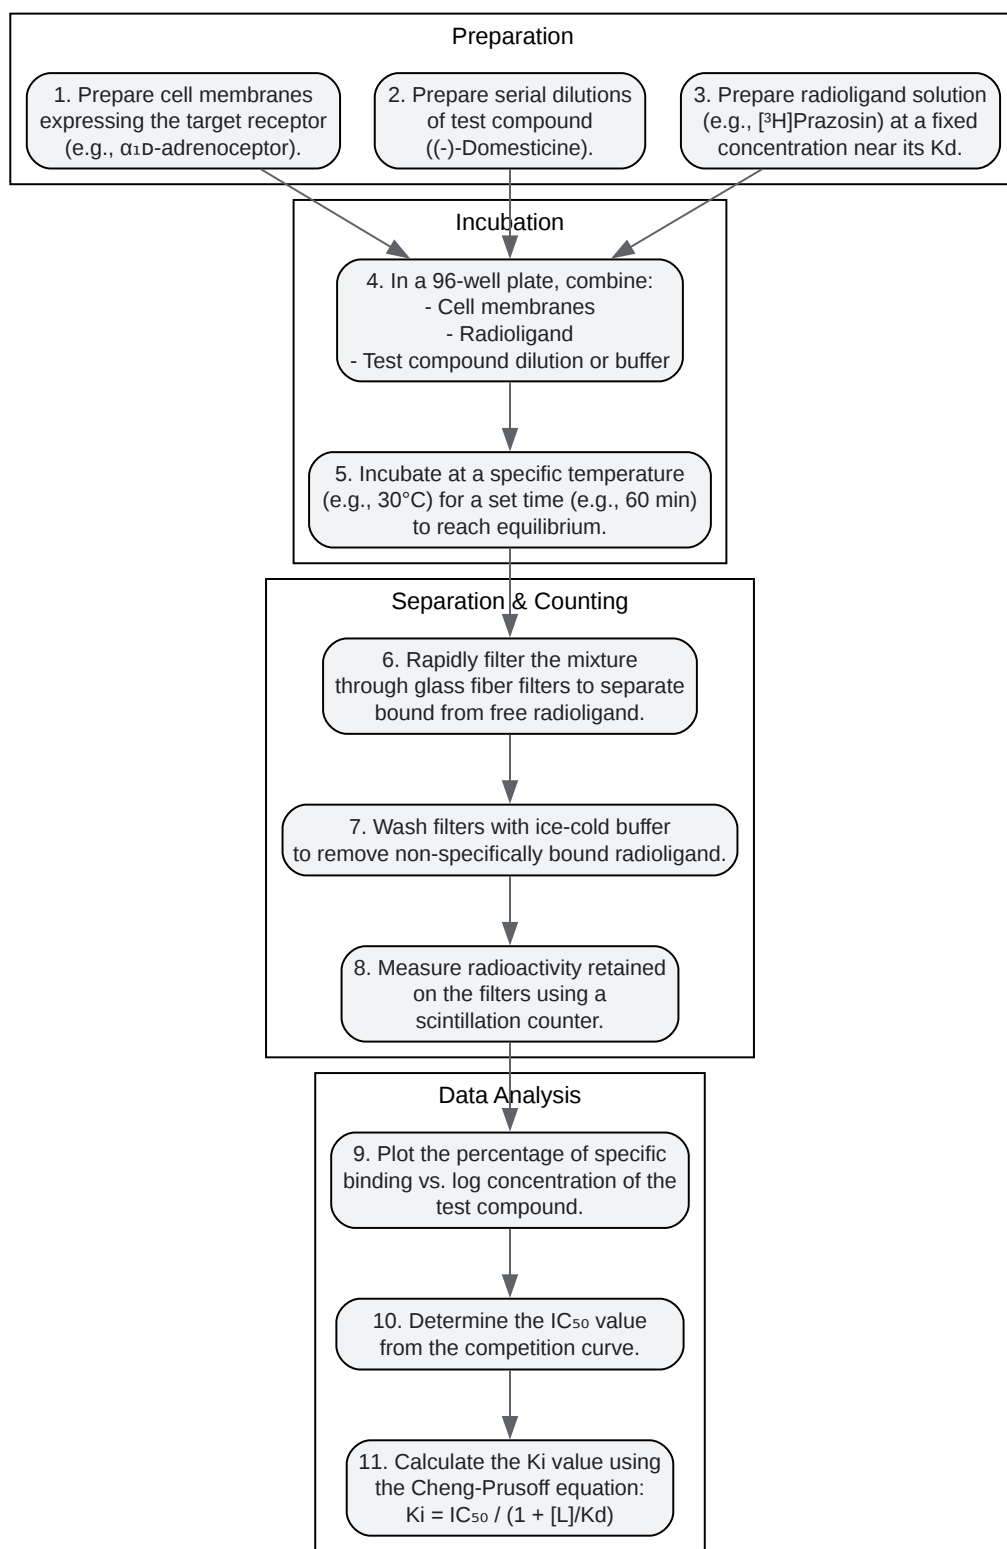 Preparation
1. Prepare cell membranes
expressing the target receptor
(e.g., α₁ᴅ-adrenoceptor).
2. Prepare serial dilutions
of test compound
((-)-Domesticine).
3. Prepare radioligand solution
(e.g., [³H]Prazosin) at a fixed
concentration near its Kd.
Incubation
4. In a 96-well plate, combine:
- Cell membranes
- Radioligand
- Test compound dilution or buffer
5. Incubate at a specific temperature
(e.g., 30°C) for a set time (e.g., 60 min)
to reach equilibrium.
Separation & Counting
6. Rapidly filter the mixture
through glass fiber filters to separate
bound from free radioligand.
7. Wash filters with ice-cold buffer
to remove non-specifically bound radioligand.
8. Measure radioactivity retained
on the filters using a
scintillation counter.
Data Analysis
9. Plot the percentage of specific
binding vs. log concentration of the
test compound.
10. Determine the IC₅₀ value
from the competition curve.
11. Calculate the Ki value using
the Cheng-Prusoff equation:
Ki = IC₅₀ / (1 + [L]/Kd)